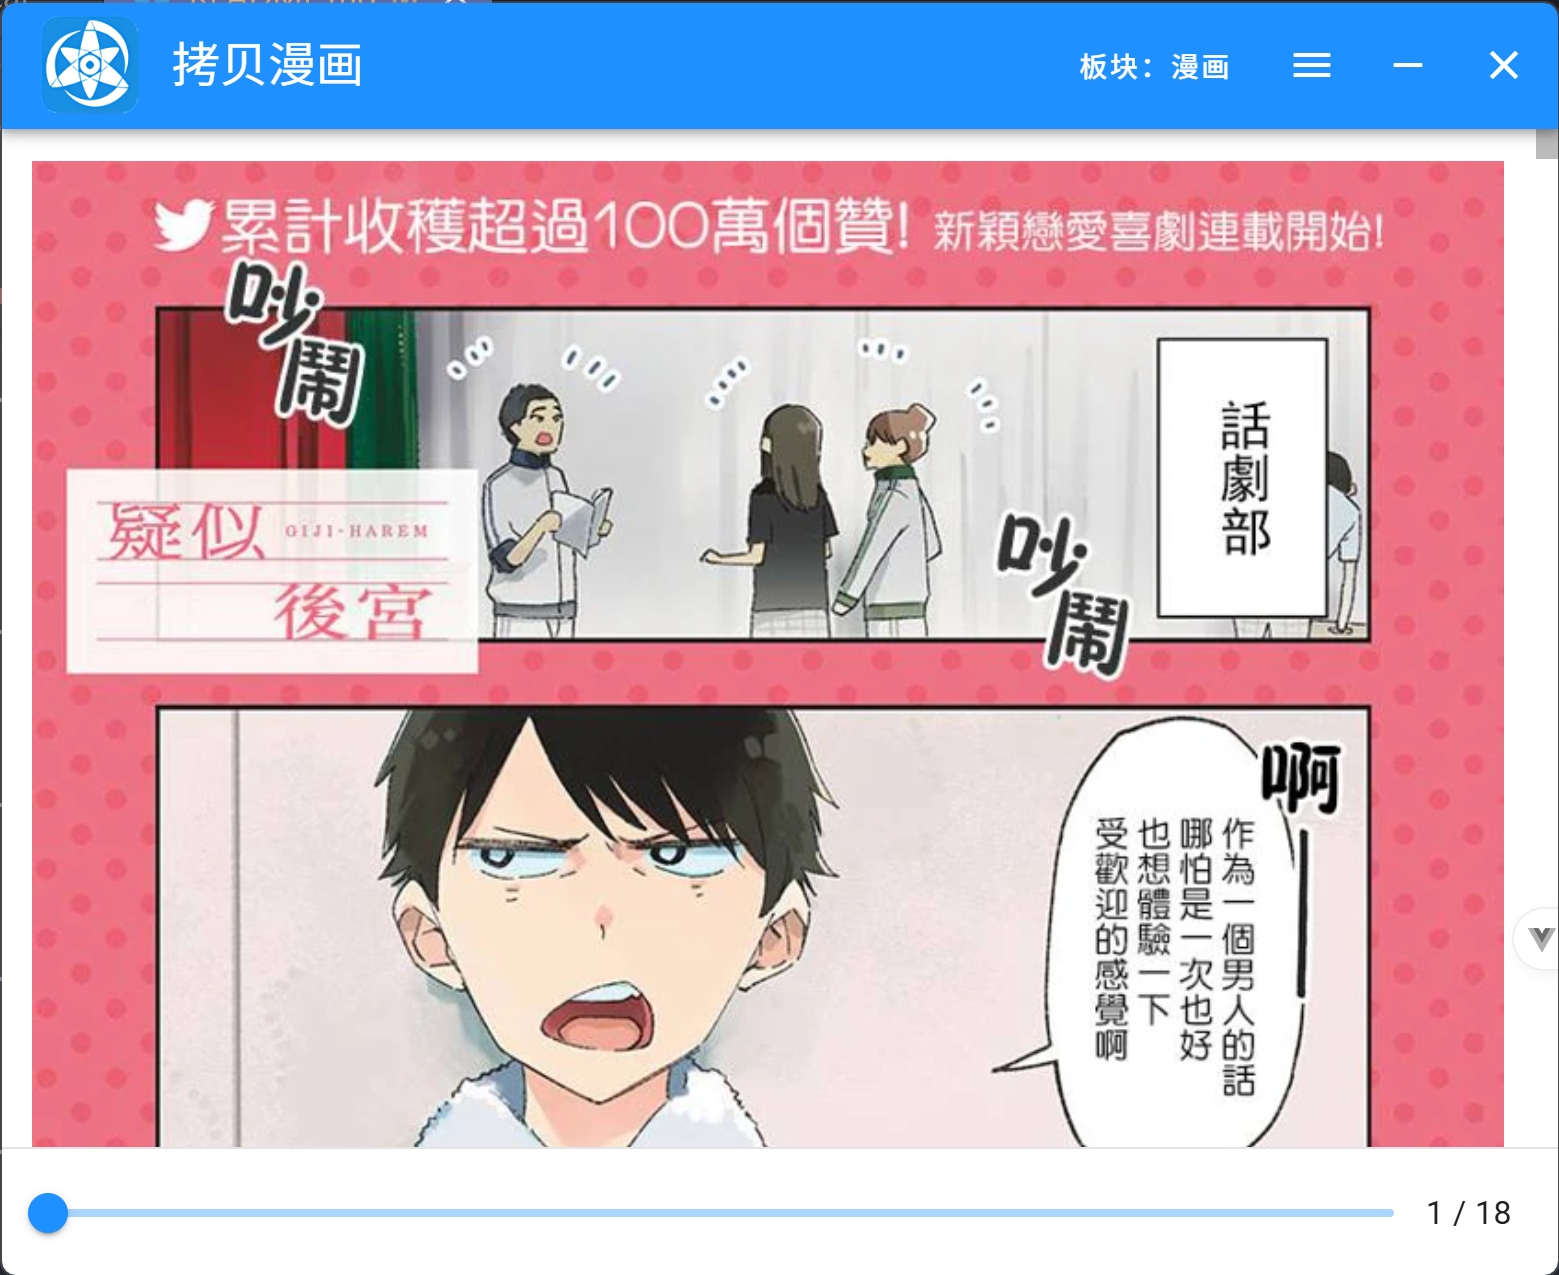 拷贝漫画
板块：漫画
累計收穫超過100萬個贊! 新穎戀愛喜劇連載開始!
吵鬧
話劇部
疑似 GIJI-HAREM
後宮
吵鬧
啊
作為一個男人的話
哪怕是一次也好
也想體驗一下
受歡迎的感覺啊
1 / 18